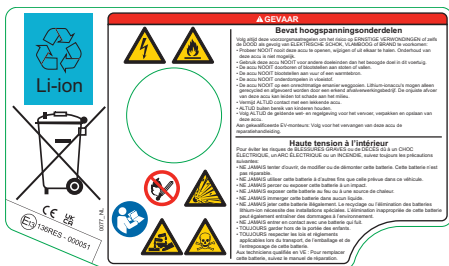 Li-ion
CE
UK
CA
E13 136RES - 000051
0077_NL
GEVAAR
Bevat hoogspanningsonderdelen
Volg altijd deze voorzorgsmaatregelen om het risico op ERNSTIGE VERWONDINGEN of zelfs
de DOOD als gevolg van ELEKTRISCHE SCHOK, VLAMBOOG of BRAND te voorkomen:
• Probeer NOOIT deze accu te openen, wijzigen of uit elkaar te halen. Onderhoud van
deze accu is niet mogelijk.
• Gebruik deze accu NOOIT voor andere doeleinden dan het beoogde doel in dit voertuig.
• De accu NOOIT doorboren of blootstellen aan stoten of vallen.
• De accu NOOIT blootstellen aan vuur of een warmtebron.
• De accu NOOIT onderdompelen in vloeistof.
• De accu NOOIT op een onrechtmatige manier weggooien. Lithium-ionaccu's mogen alleen
gerecycled en afgevoerd worden door een erkend afvalverwerkingsbedrijf. De onjuiste afvoer
van deze accu kan leiden tot schade aan het milieu.
• Vermijd ALTIJD contact met een lekkende accu.
• ALTIJD buiten bereik van kinderen houden.
• Volg ALTIJD de geldende wet- en regelgeving voor het vervoer, verpakken en opslaan van
deze accu.
Aan gekwalificeerde EV-monteurs: Volg voor het vervangen van deze accu de
reparatiehandleiding.
Haute tension à l'intérieur
Pour éviter les risques de BLESSURES GRAVES ou de DÉCÈS dû à un CHOC
ÉLECTRIQUE, un ARC ÉLECTRIQUE ou un INCENDIE, suivez toujours les précautions
suivantes:
• NE JAMAIS tenter d'ouvrir, de modifier ou de démonter cette batterie. Cette batterie n'est
pas réparable.
• NE JAMAIS utiliser cette batterie à d'autres fins que celle prévue dans ce véhicule.
• NE JAMAIS percer ou exposer cette batterie à un impact.
• NE JAMAIS exposer cette batterie au feu ou à une source de chaleur.
• NE JAMAIS immerger cette batterie dans aucun liquide.
• NE JAMAIS jeter cette batterie illégalement. Le recyclage ou l'élimination des batteries
lithium-ion nécessite des installations spéciales. L'élimination inappropriée de cette batterie
peut également entraîner des dommages à l'environnement.
• NE JAMAIS entrer en contact avec une batterie qui fuit.
• TOUJOURS garder hors de la portée des enfants.
• TOUJOURS respecter les lois et règlements
applicables lors du transport, de l'emballage et de
l'entreposage de cette batterie.
Aux techniciens qualifiés en VE : Pour remplacer
cette batterie, suivez le manuel de réparation.